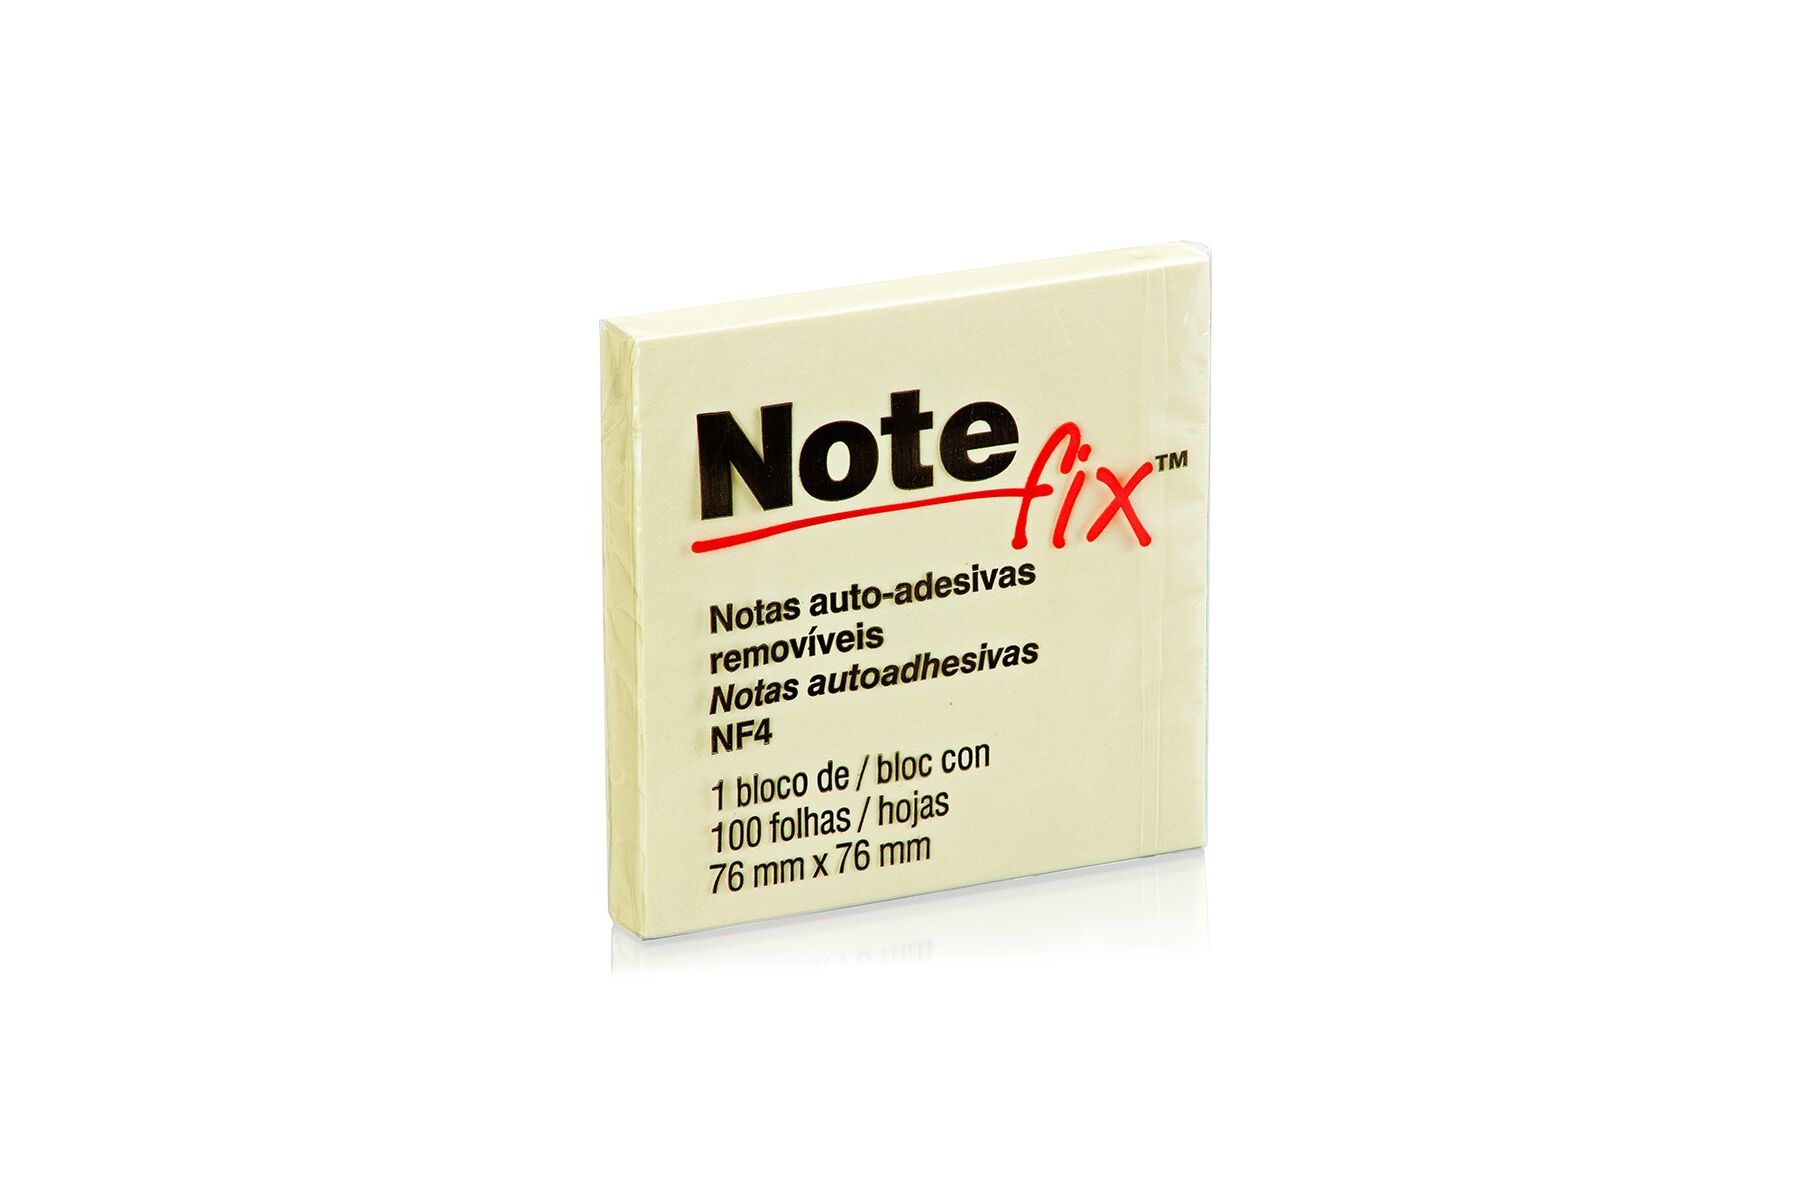 Note fix™
Notas auto-adesivas
removíveis
Notas autoadhesivas
NF4
1 bloco de / bloc con
100 folhas / hojas
76 mm x 76 mm